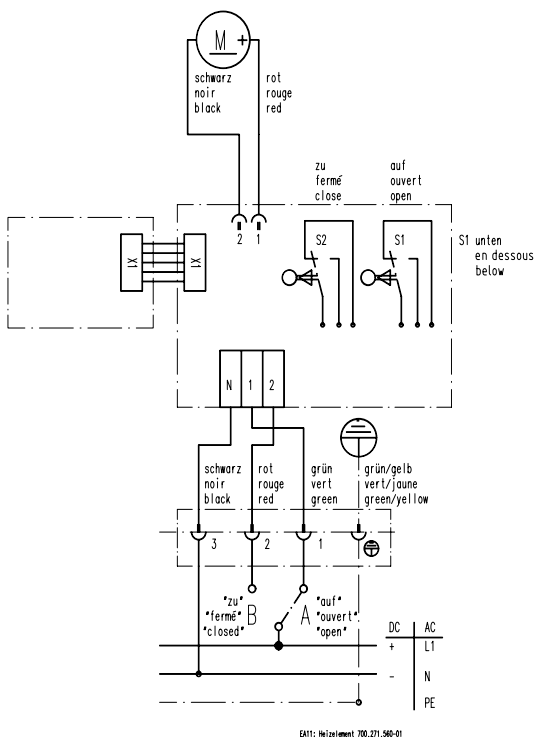 M +
schwarz
noir
black
rot
rouge
red
zu
fermé
close
auf
ouvert
open
2 1
S2
S1
S1 unten
en dessous
below
X1
X1
N 1 2
schwarz
noir
black
rot
rouge
red
grün
vert
green
grün/gelb
vert/jaune
green/yellow
3 2 1
"zu"
"fermé"
"closed"
B
A
"auf"
"ouvert"
"open"
DC AC
+ L1
- N
PE
EA11: Heizelement 700.271.560-01